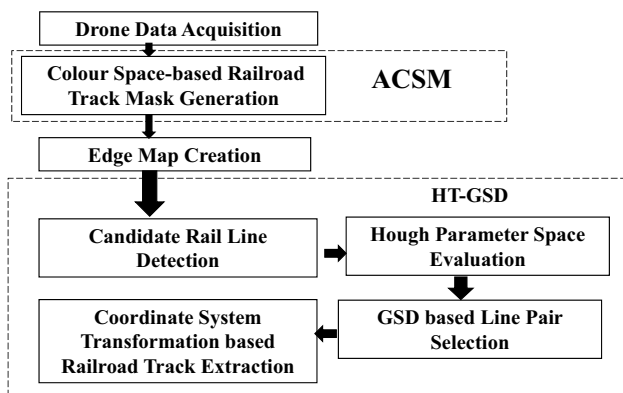 Drone Data Acquisition
Colour Space-based Railroad
Track Mask Generation
ACSM
Edge Map Creation
HT-GSD
Candidate Rail Line
Detection
Hough Parameter Space
Evaluation
GSD based Line Pair
Selection
Coordinate System
Transformation based
Railroad Track Extraction